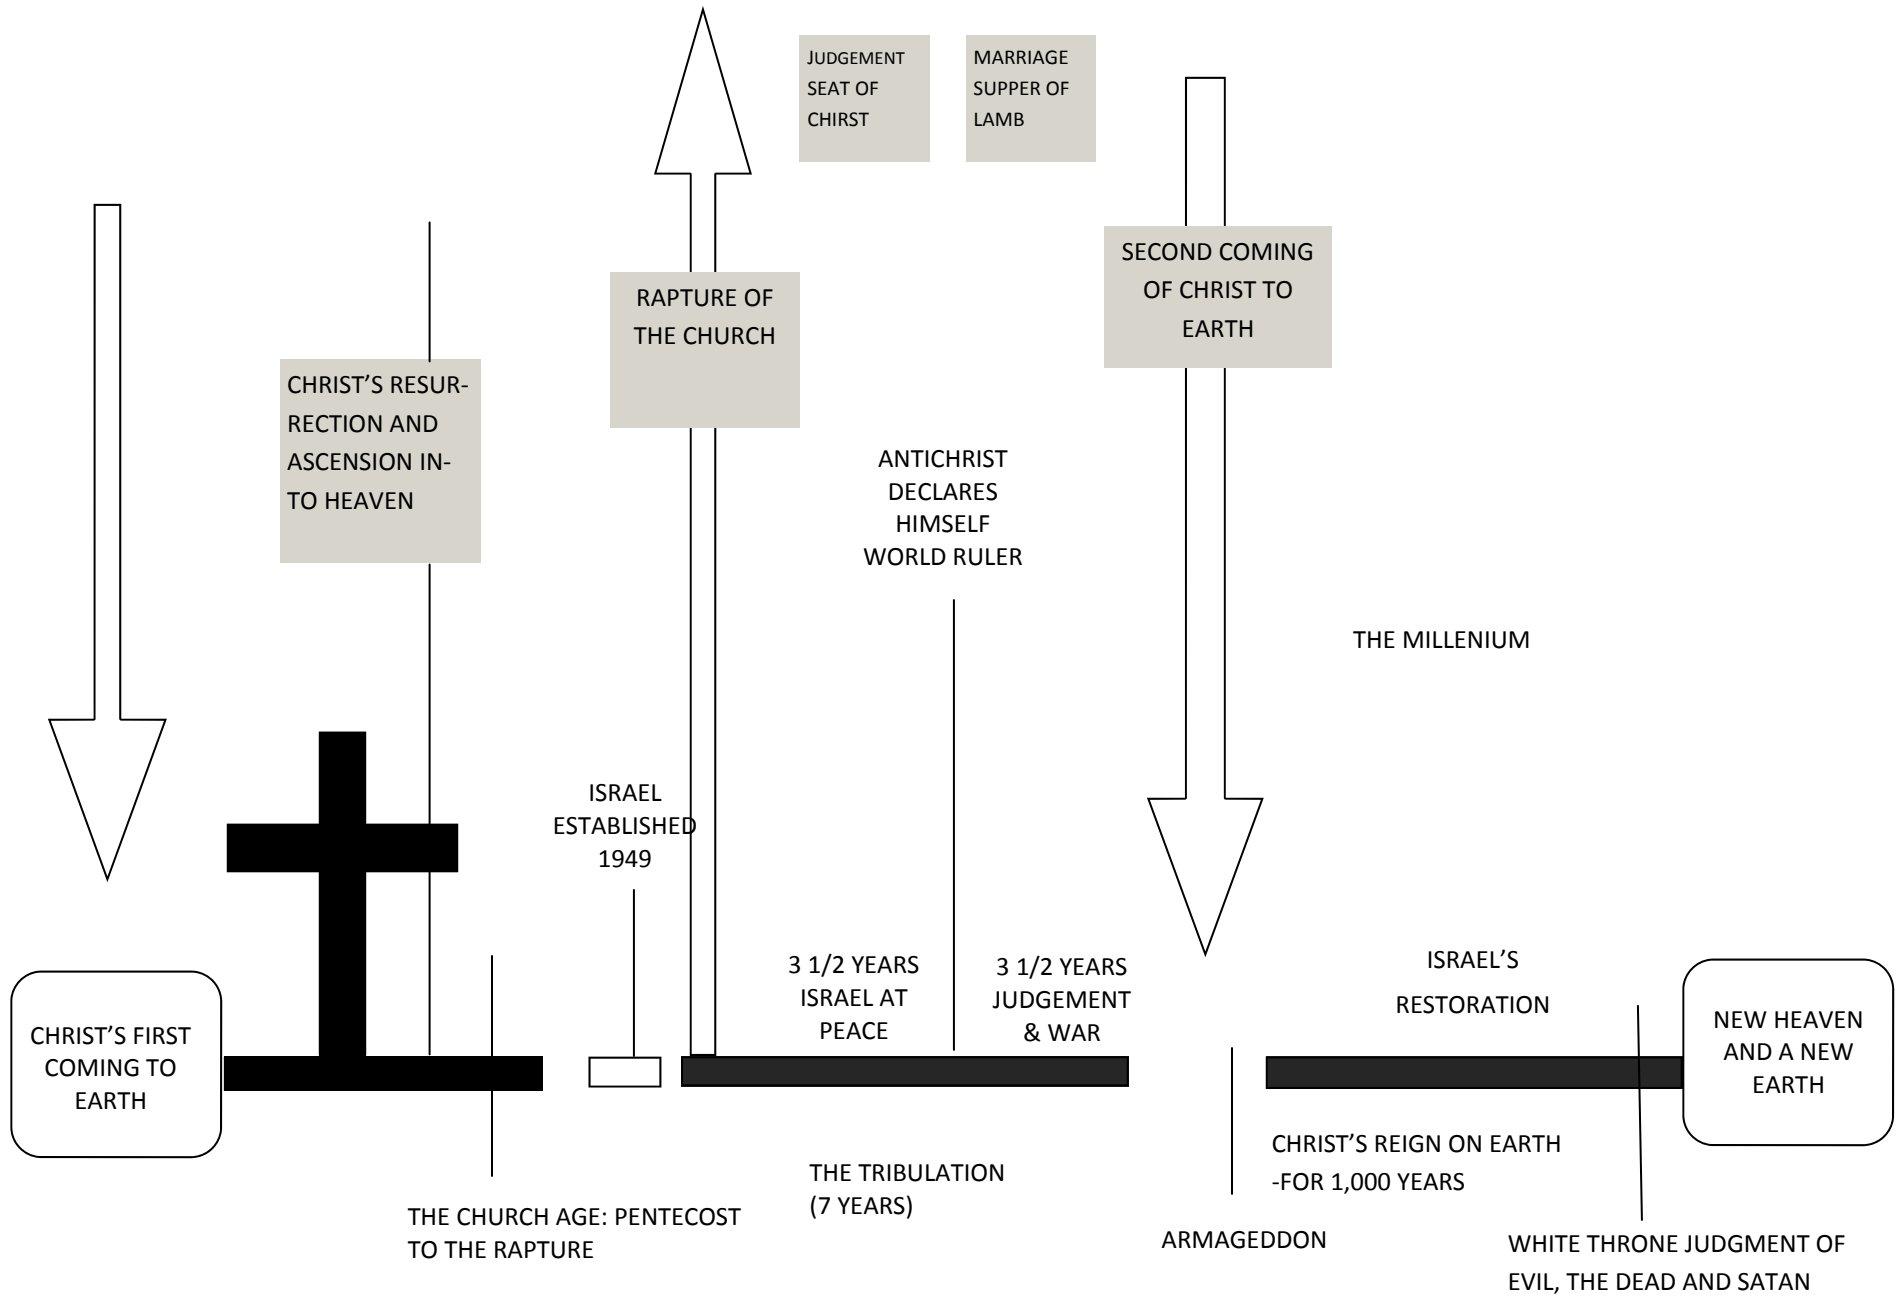 JUDGEMENT
SEAT OF
CHIRST
MARRIAGE
SUPPER OF
LAMB
SECOND COMING
OF CHRIST TO
EARTH
RAPTURE OF
THE CHURCH
CHRIST’S RESUR-
RECTION AND
ASCENSION IN-
TO HEAVEN
ANTICHRIST
DECLARES
HIMSELF
WORLD RULER
THE MILLENIUM
ISRAEL
ESTABLISHED
1949
3 1/2 YEARS
ISRAEL AT
PEACE
3 1/2 YEARS
JUDGEMENT
& WAR
ISRAEL’S
RESTORATION
CHRIST’S FIRST
COMING TO
EARTH
NEW HEAVEN
AND A NEW
EARTH
THE CHURCH AGE: PENTECOST
TO THE RAPTURE
THE TRIBULATION
(7 YEARS)
ARMAGEDDON
CHRIST’S REIGN ON EARTH
-FOR 1,000 YEARS
WHITE THRONE JUDGMENT OF
EVIL, THE DEAD AND SATAN